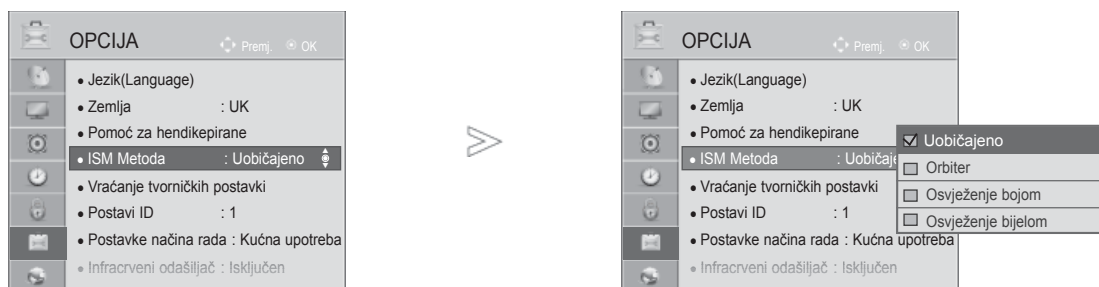 OPCIJA
Premj. OK
• Jezik(Language)
• Zemlja : UK
• Pomoć za hendikepirane
• ISM Metoda : Uobičajeno
• Vraćanje tvorničkih postavki
• Postavi ID : 1
• Postavke načina rada : Kućna upotreba
• Infracrveni odašiljač : Isključen
OPCIJA
Premj. OK
• Jezik(Language)
• Zemlja : UK
• Pomoć za hendikepirane
• ISM Metoda : Uobičaje
• Vraćanje tvorničkih postavki
• Postavi ID : 1
• Postavke načina rada : Kućna upotreba
• Infracrveni odašiljač : Isključen
Uobičajeno
Orbiter
Osvježenje bojom
Osvježenje bijelom